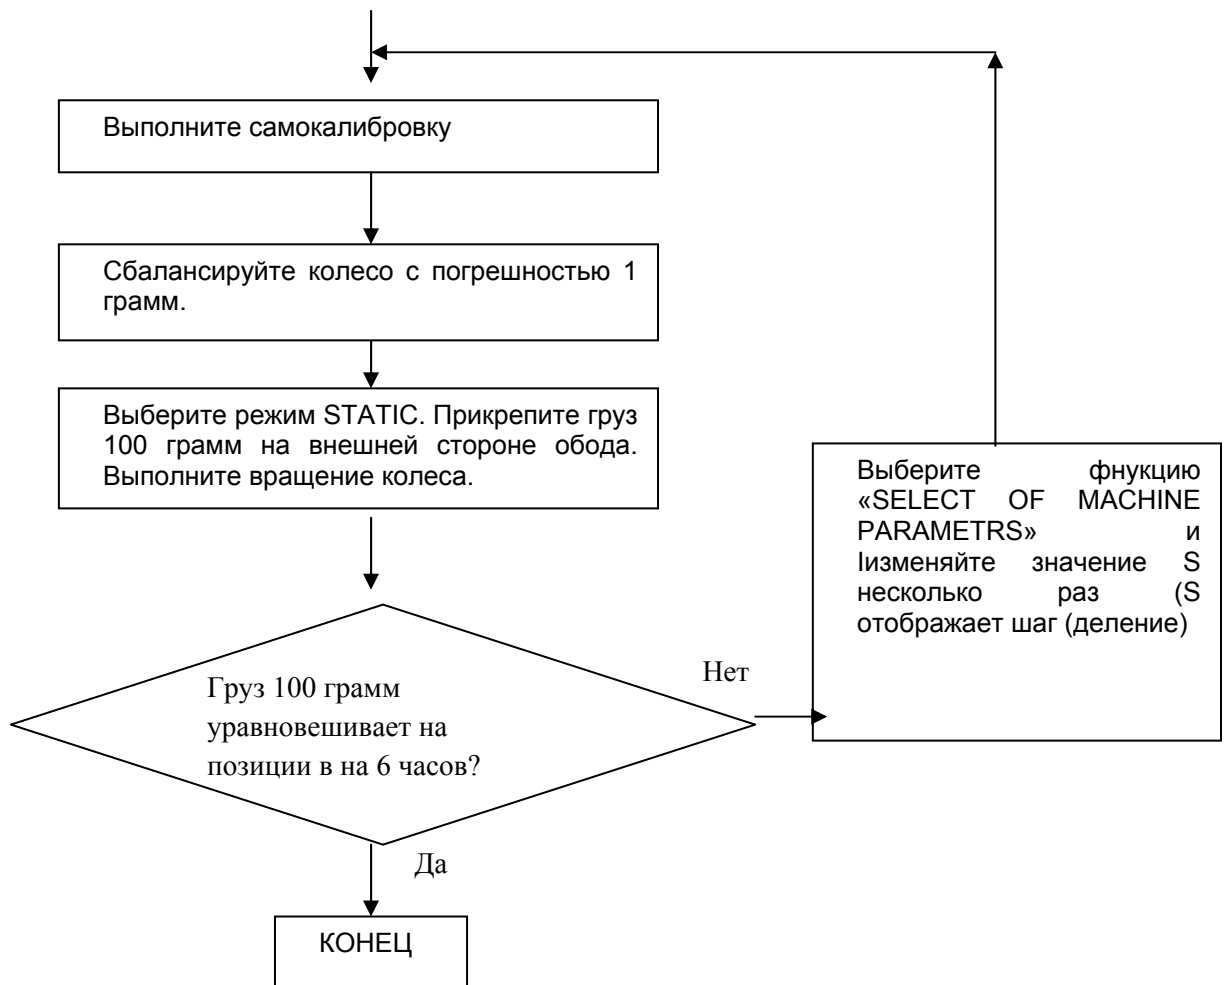 Выполните самокалибровку
Сбалансируйте колесо с погрешностью 1
грамм.
Выберите режим STATIC. Прикрепите груз
100 грамм на внешней стороне обода.
Выполните вращение колеса.
Выберите фнукцию
«SELECT OF MACHINE
PARAMETRS» и
Iизменяйте значение S
несколько раз (S
отображает шаг (деление)
Нет
Груз 100 грамм
уравновешивает на
позиции в на 6 часов?
Да
КОНЕЦ